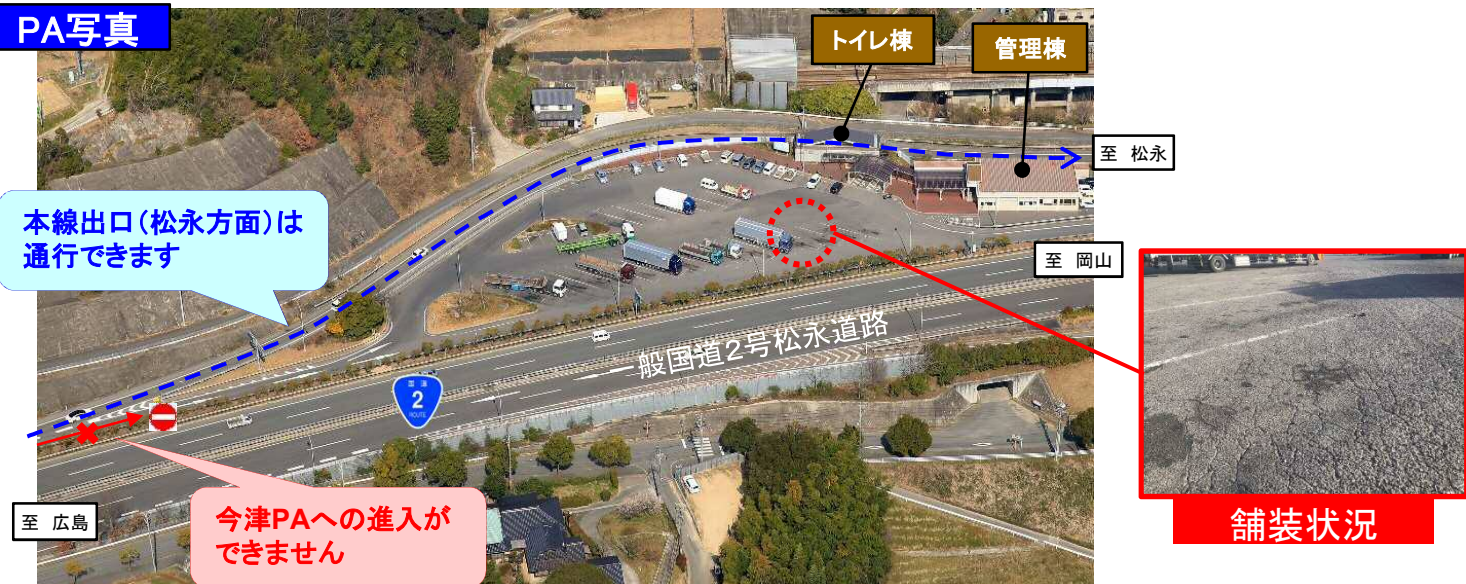 PA写真
トイレ棟
管理棟
至 松永
本線出口(松永方面)は
通行できます
至 岡山
一般国道2号松永道路
国道
2
ROUTE
至 広島
今津PAへの進入が
できません
舗装状況